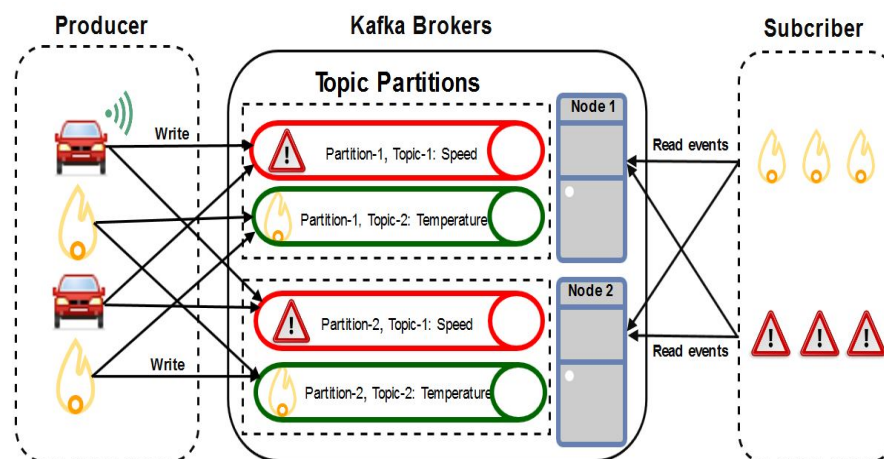 Producer
Kafka Brokers
Subcriber
Topic Partitions
Node 1
Write
Partition-1, Topic-1: Speed
Read events
Partition-1, Topic-2: Temperature
Node 2
Partition-2, Topic-1: Speed
Read events
Write
Partition-2, Topic-2: Temperature